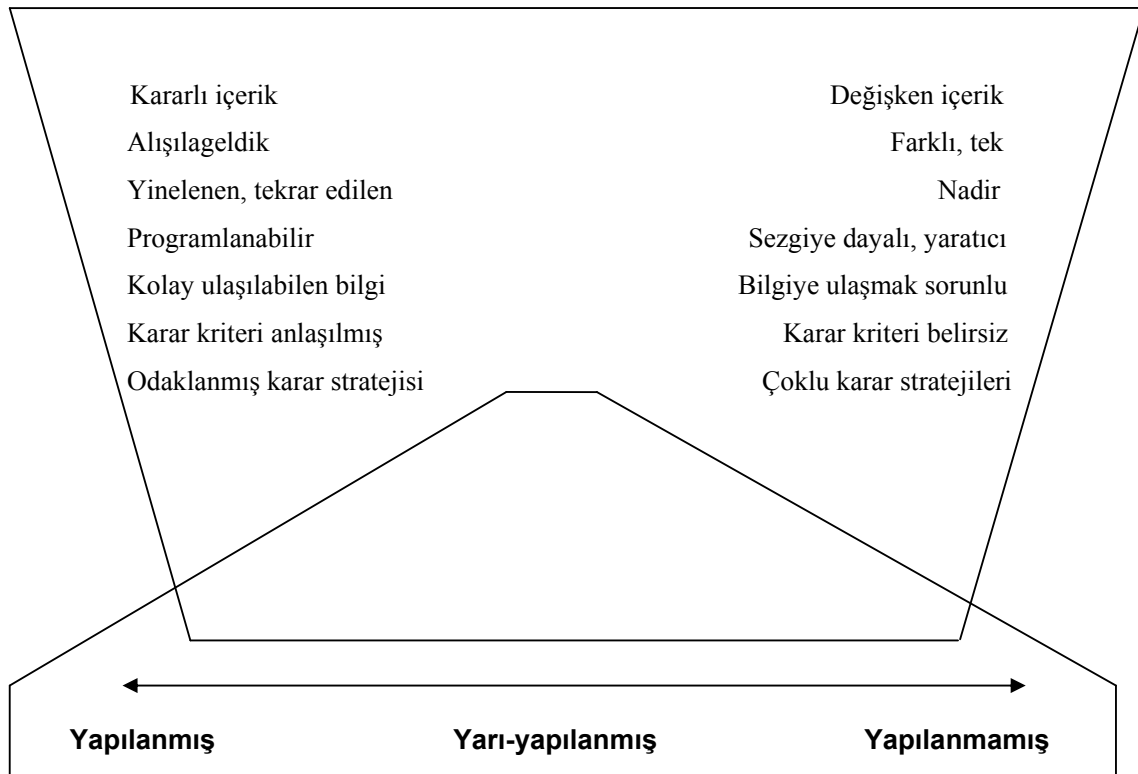 Kararlı içerik
Değişken içerik
Alışılageldik
Farklı, tek
Yinelenen, tekrar edilen
Nadir
Programlanabilir
Sezgiye dayalı, yaratıcı
Kolay ulaşılabilen bilgi
Bilgiye ulaşmak sorunlu
Karar kriteri anlaşılmış
Karar kriteri belirsiz
Odaklanmış karar stratejisi
Çoklu karar stratejileri
Yapılanmış
Yarı-yapılanmış
Yapılanmamış